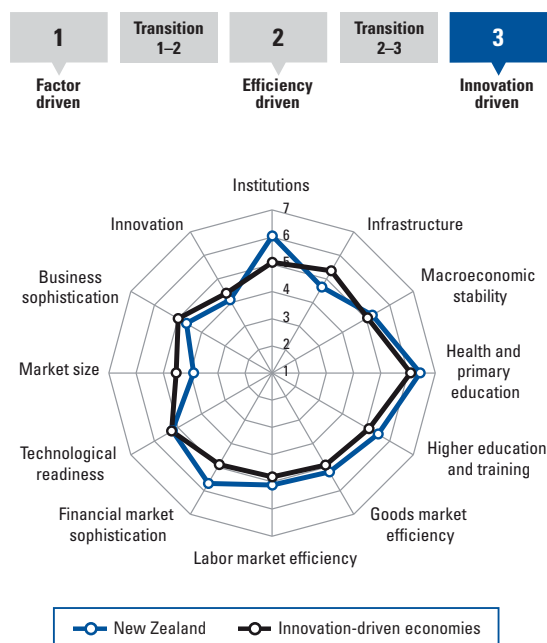 1
Transition
1–2
2
Transition
2–3
3
Factor
driven
Efficiency
driven
Innovation
driven
Institutions
7
Innovation
Infrastructure
6
5
Business
sophistication
Macroeconomic
stability
4
3
2
Market size
1
Health and
primary
education
Technological
readiness
Higher education
and training
Financial market
sophistication
Goods market
efficiency
Labor market efficiency
New Zealand
Innovation-driven economies